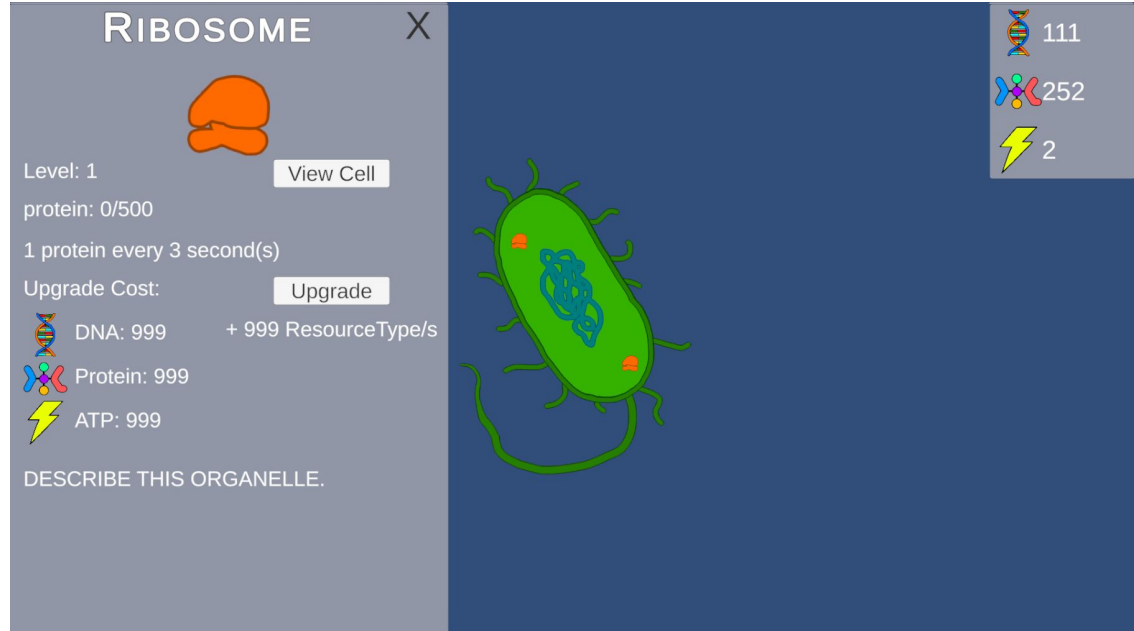 RIBOSOME X
Level: 1 View Cell
protein: 0/500
1 protein every 3 second(s)
Upgrade Cost: Upgrade
DNA: 999 + 999 ResourceType/s
Protein: 999
ATP: 999
DESCRIBE THIS ORGANELLE.
111
252
2